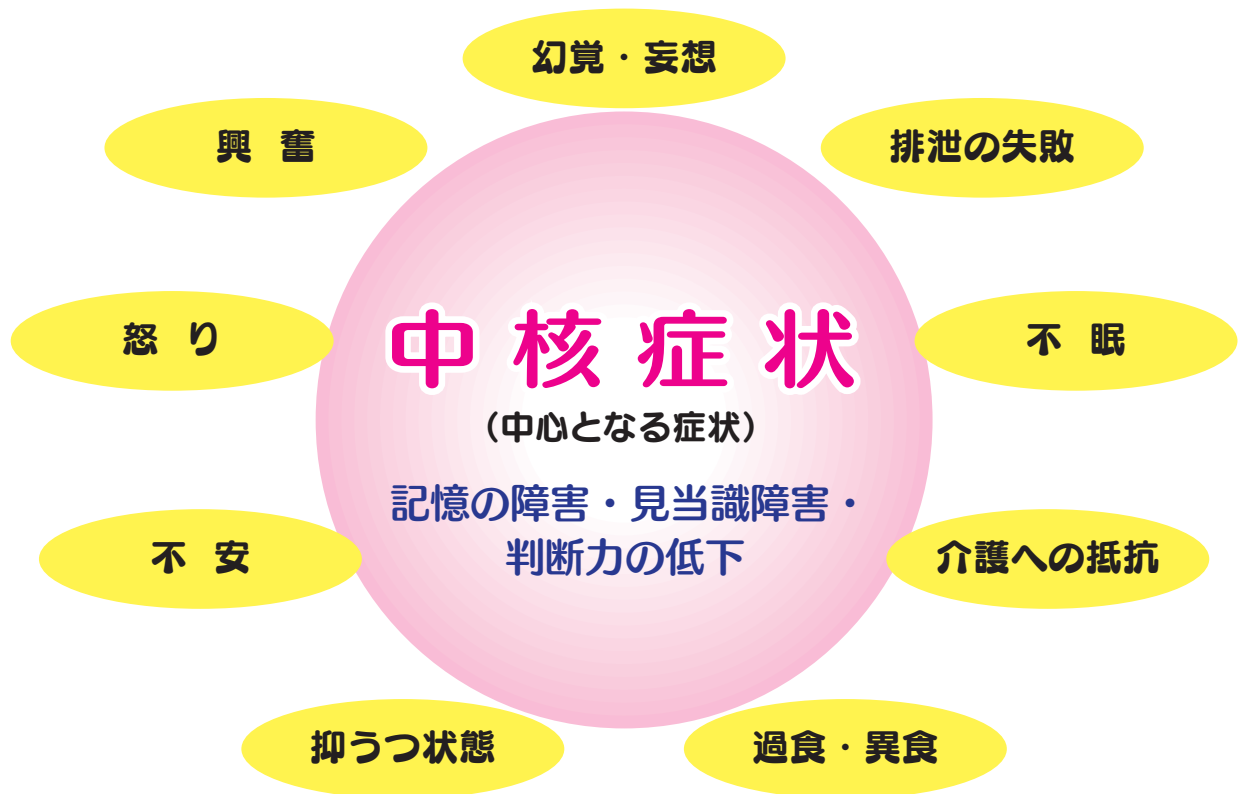 幻覚・妄想
興 奮
排泄の失敗
怒 り
不 眠
中核症状
（中心となる症状）
記憶の障害・見当識障害・
判断力の低下
不 安
介護への抵抗
抑うつ状態
過食・異食